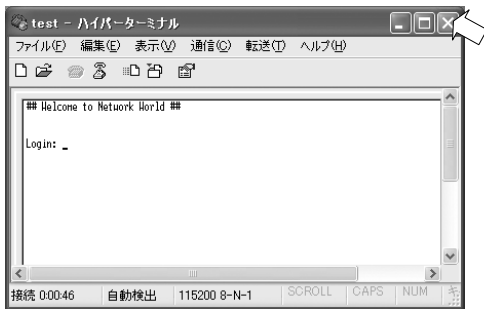 test - ハイパーターミナル
ファイル(F) 編集(E) 表示(V) 通信(C) 転送(T) ヘルプ(H)
## Welcome to Network World ##
Login: _
接続 0:00:46 自動検出 115200 8-N-1 SCROLL CAPS NUM キ